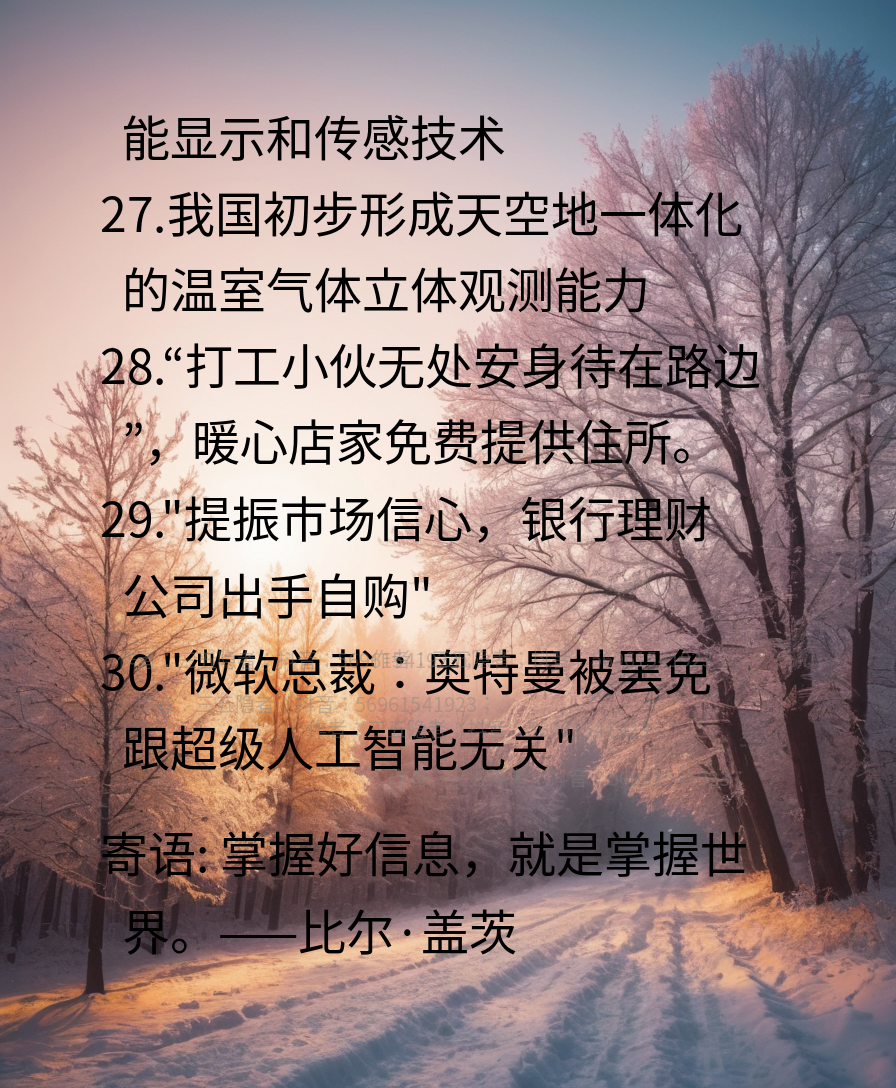 能显示和传感技术
27.我国初步形成天空地一体化
的温室气体立体观测能力
28.“打工小伙无处安身待在路边
”，暖心店家免费提供住所。
29."提振市场信心，银行理财
公司出手自购"
30."微软总裁：奥特曼被罢免
跟超级人工智能无关"
寄语: 掌握好信息，就是掌握世
界。——比尔·盖茨